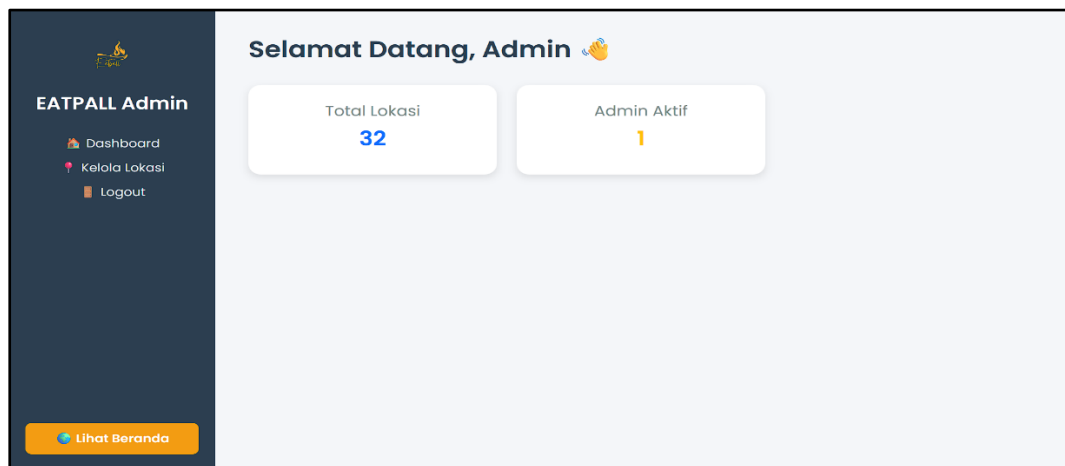 EATPALL Admin
Dashboard
Kelola Lokasi
Logout
Lihat Beranda
Selamat Datang, Admin
Total Lokasi
32
Admin Aktif
1